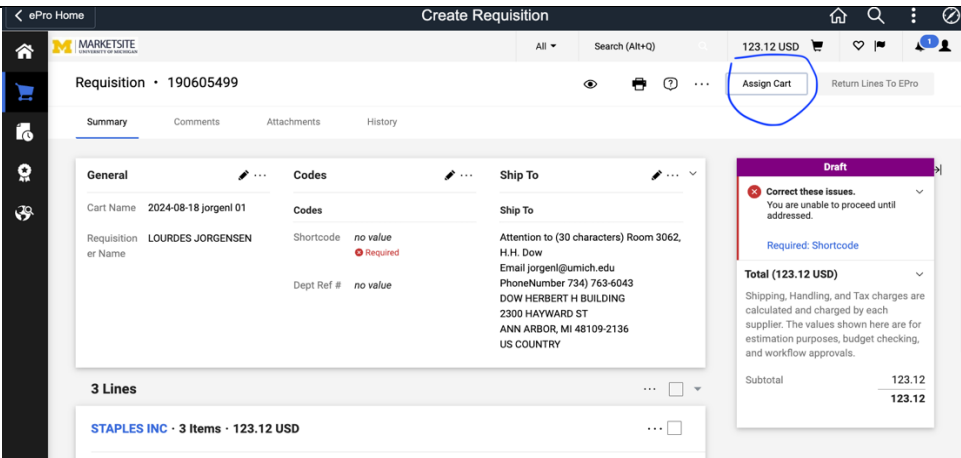 ePro Home
Create Requisition
M MARKETSITE
UNIVERSITY OF MICHIGAN
All
Search (Alt+Q)
123.12 USD
1
Requisition • 190605499
Assign Cart
Return Lines To EPro
Summary
Comments
Attachments
History
General
Cart Name 2024-08-18 jorgenl 01
Requisition LOURDES JORGENSEN
er Name
Codes
Codes
Shortcode no value
Required
Dept Ref # no value
Ship To
Ship To
Attention to (30 characters) Room 3062,
H.H. Dow
Email jorgenl@umich.edu
PhoneNumber 734) 763-6043
DOW HERBERT H BUILDING
2300 HAYWARD ST
ANN ARBOR, MI 48109-2136
US COUNTRY
Draft
Correct these issues.
You are unable to proceed until
addressed.
Required: Shortcode
Total (123.12 USD)
Shipping, Handling, and Tax charges are
calculated and charged by each
supplier. The values shown here are for
estimation purposes, budget checking,
and workflow approvals.
Subtotal 123.12
123.12
3 Lines
STAPLES INC · 3 Items · 123.12 USD